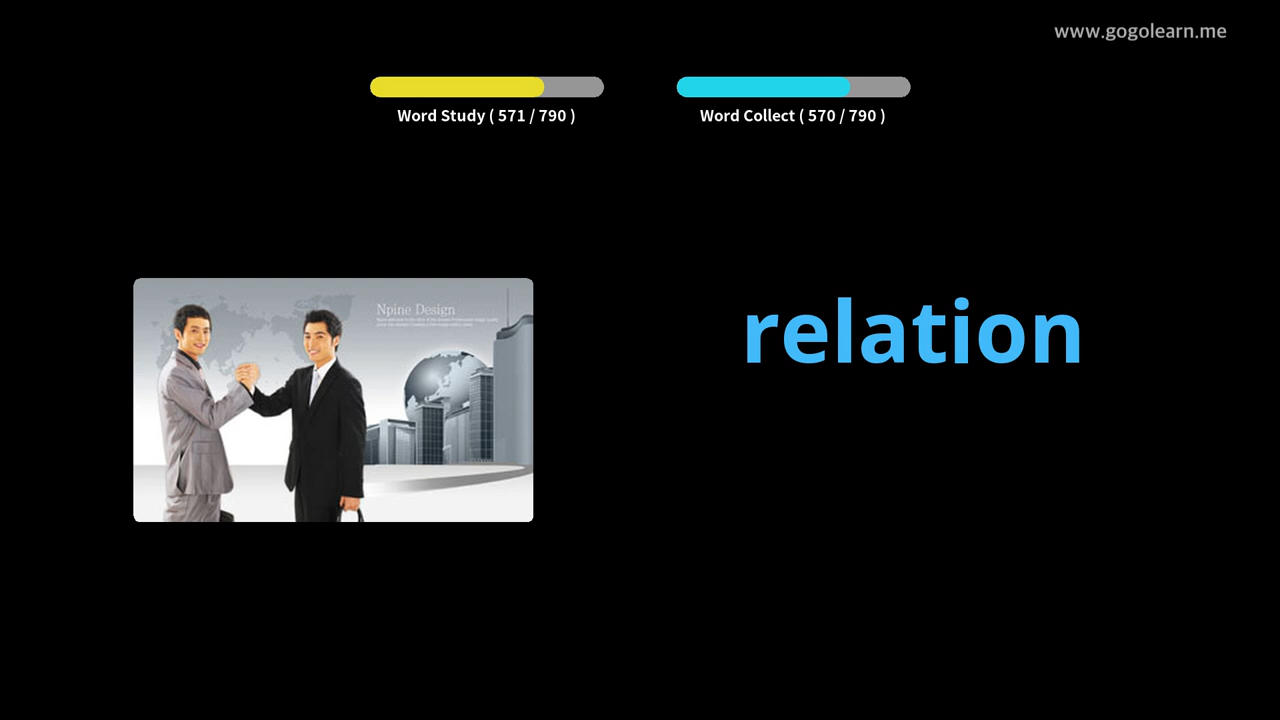 www.gogolearn.me
Word Study ( 571 / 790 )
Word Collect ( 570 / 790 )
Npine Design
relation